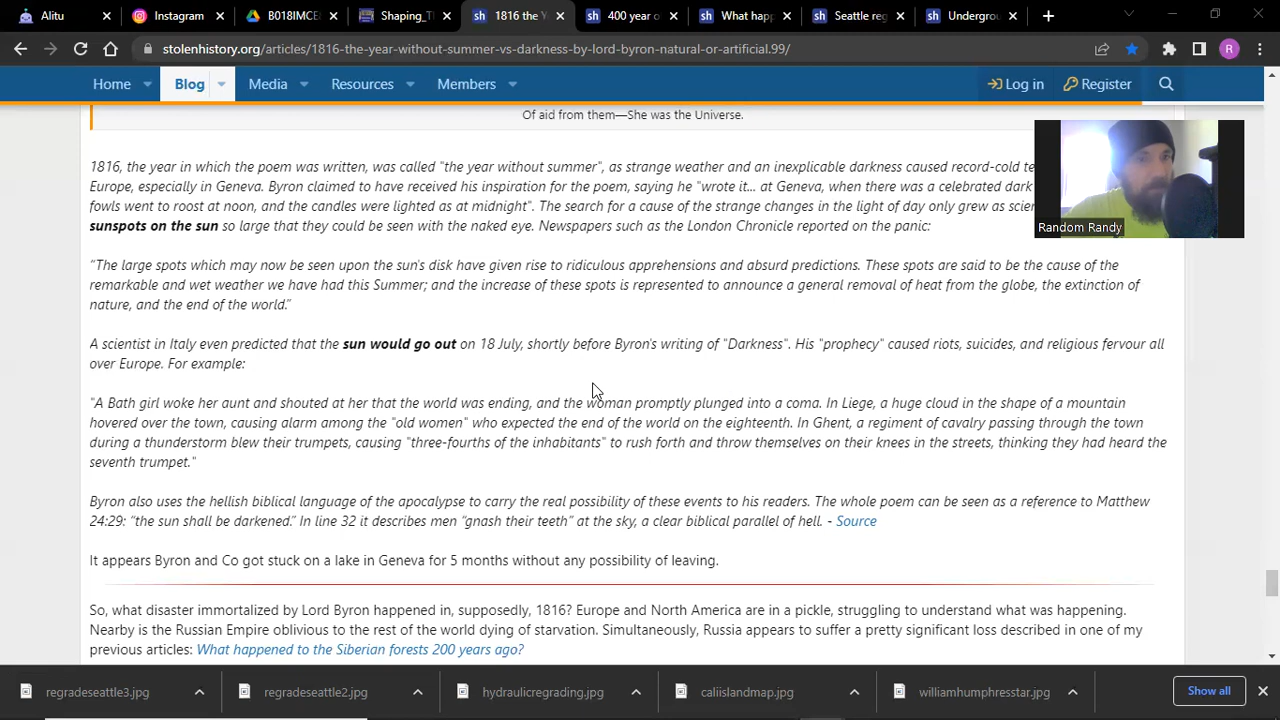 Alitu
Instagram
B018IMCE
Shaping_T
1816 the Y
400 year o
What happ
Seattle reg
Undergrou
stolenhistory.org/articles/1816-the-year-without-summer-vs-darkness-by-lord-byron-natural-or-artificial.99/
R
Home Blog Media Resources Members Log in Register
Of aid from them—She was the Universe.
1816, the year in which the poem was written, was called "the year without summer", as strange weather and an inexplicable darkness caused record-cold te
Europe, especially in Geneva. Byron claimed to have received his inspiration for the poem, saying he "wrote it... at Geneva, when there was a celebrated dark
fowls went to roost at noon, and the candles were lighted as at midnight". The search for a cause of the strange changes in the light of day only grew as scien
sunspots on the sun so large that they could be seen with the naked eye. Newspapers such as the London Chronicle reported on the panic:
Random Randy
“The large spots which may now be seen upon the sun's disk have given rise to ridiculous apprehensions and absurd predictions. These spots are said to be the cause of the
remarkable and wet weather we have had this Summer; and the increase of these spots is represented to announce a general removal of heat from the globe, the extinction of
nature, and the end of the world.”
A scientist in Italy even predicted that the sun would go out on 18 July, shortly before Byron's writing of "Darkness". His "prophecy" caused riots, suicides, and religious fervour all
over Europe. For example:
"A Bath girl woke her aunt and shouted at her that the world was ending, and the woman promptly plunged into a coma. In Liege, a huge cloud in the shape of a mountain
hovered over the town, causing alarm among the "old women" who expected the end of the world on the eighteenth. In Ghent, a regiment of cavalry passing through the town
during a thunderstorm blew their trumpets, causing "three-fourths of the inhabitants" to rush forth and throw themselves on their knees in the streets, thinking they had heard the
seventh trumpet."
Byron also uses the hellish biblical language of the apocalypse to carry the real possibility of these events to his readers. The whole poem can be seen as a reference to Matthew
24:29: “the sun shall be darkened.” In line 32 it describes men “gnash their teeth” at the sky, a clear biblical parallel of hell. - Source
It appears Byron and Co got stuck on a lake in Geneva for 5 months without any possibility of leaving.
So, what disaster immortalized by Lord Byron happened in, supposedly, 1816? Europe and North America are in a pickle, struggling to understand what was happening.
Nearby is the Russian Empire oblivious to the rest of the world dying of starvation. Simultaneously, Russia appears to suffer a pretty significant loss described in one of my
previous articles: What happened to the Siberian forests 200 years ago?
regradeseattle3.jpg
regradeseattle2.jpg
hydraulicregrading.jpg
caliislandmap.jpg
williamhumphresstar.jpg
Show all